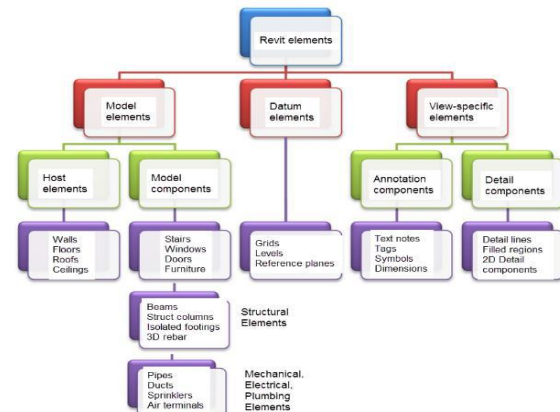 Revit elements
Model
elements
Datum
elements
View-specific
elements
Host
elements
Model
components
Annotation
components
Detail
components
Walls
Floors
Roofs
Ceilings
Stairs
Windows
Doors
Furniture
Grids
Levels
Reference planes
Text notes
Tags
Symbols
Dimensions
Detail lines
Filled regions
2D Detail
components
Beams
Struct columns
Isolated footings
3D rebar
Structural
Elements
Pipes
Ducts
Sprinklers
Air terminals
Mechanical,
Electrical,
Plumbing
Elements